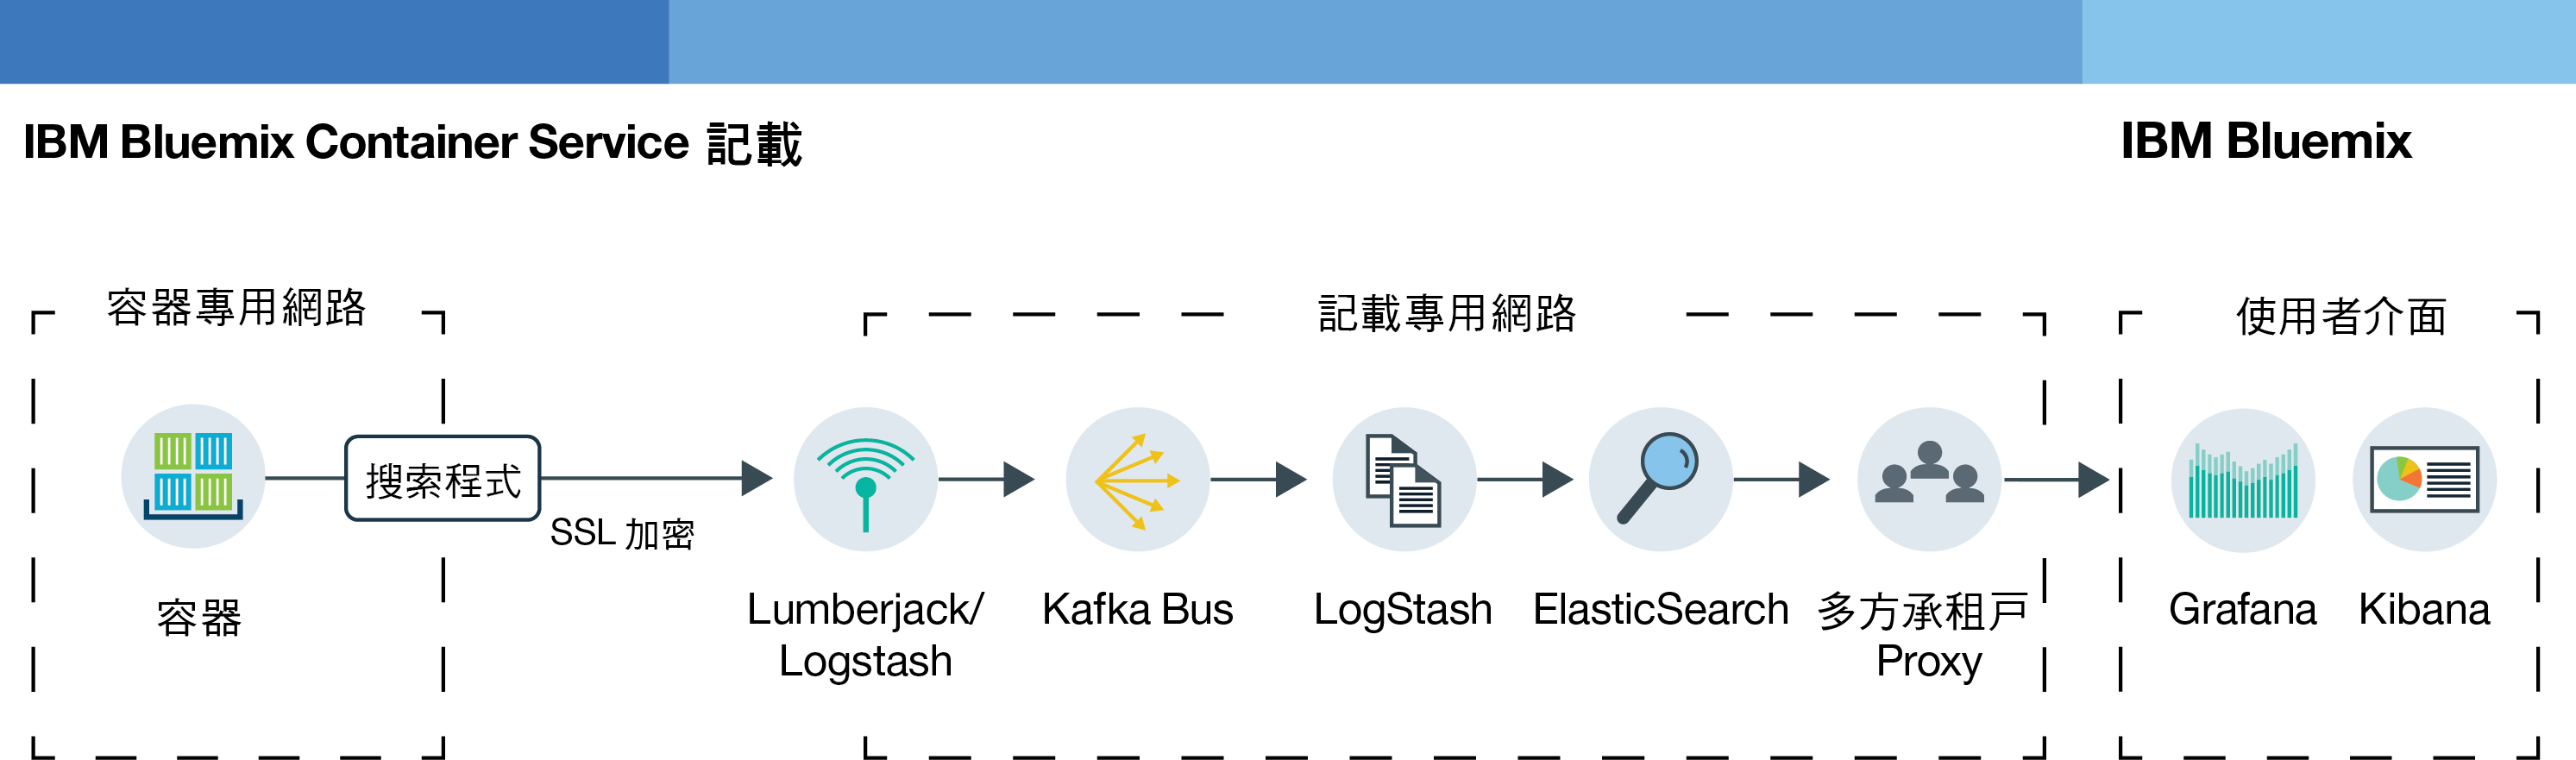 IBM Bluemix Container Service 記載
IBM Bluemix
容器專用網路
記載專用網路
使用者介面
搜索程式
SSL 加密
容器
Lumberjack/
Logstash
Kafka Bus
LogStash
ElasticSearch
多方承租戶
Proxy
Grafana
Kibana